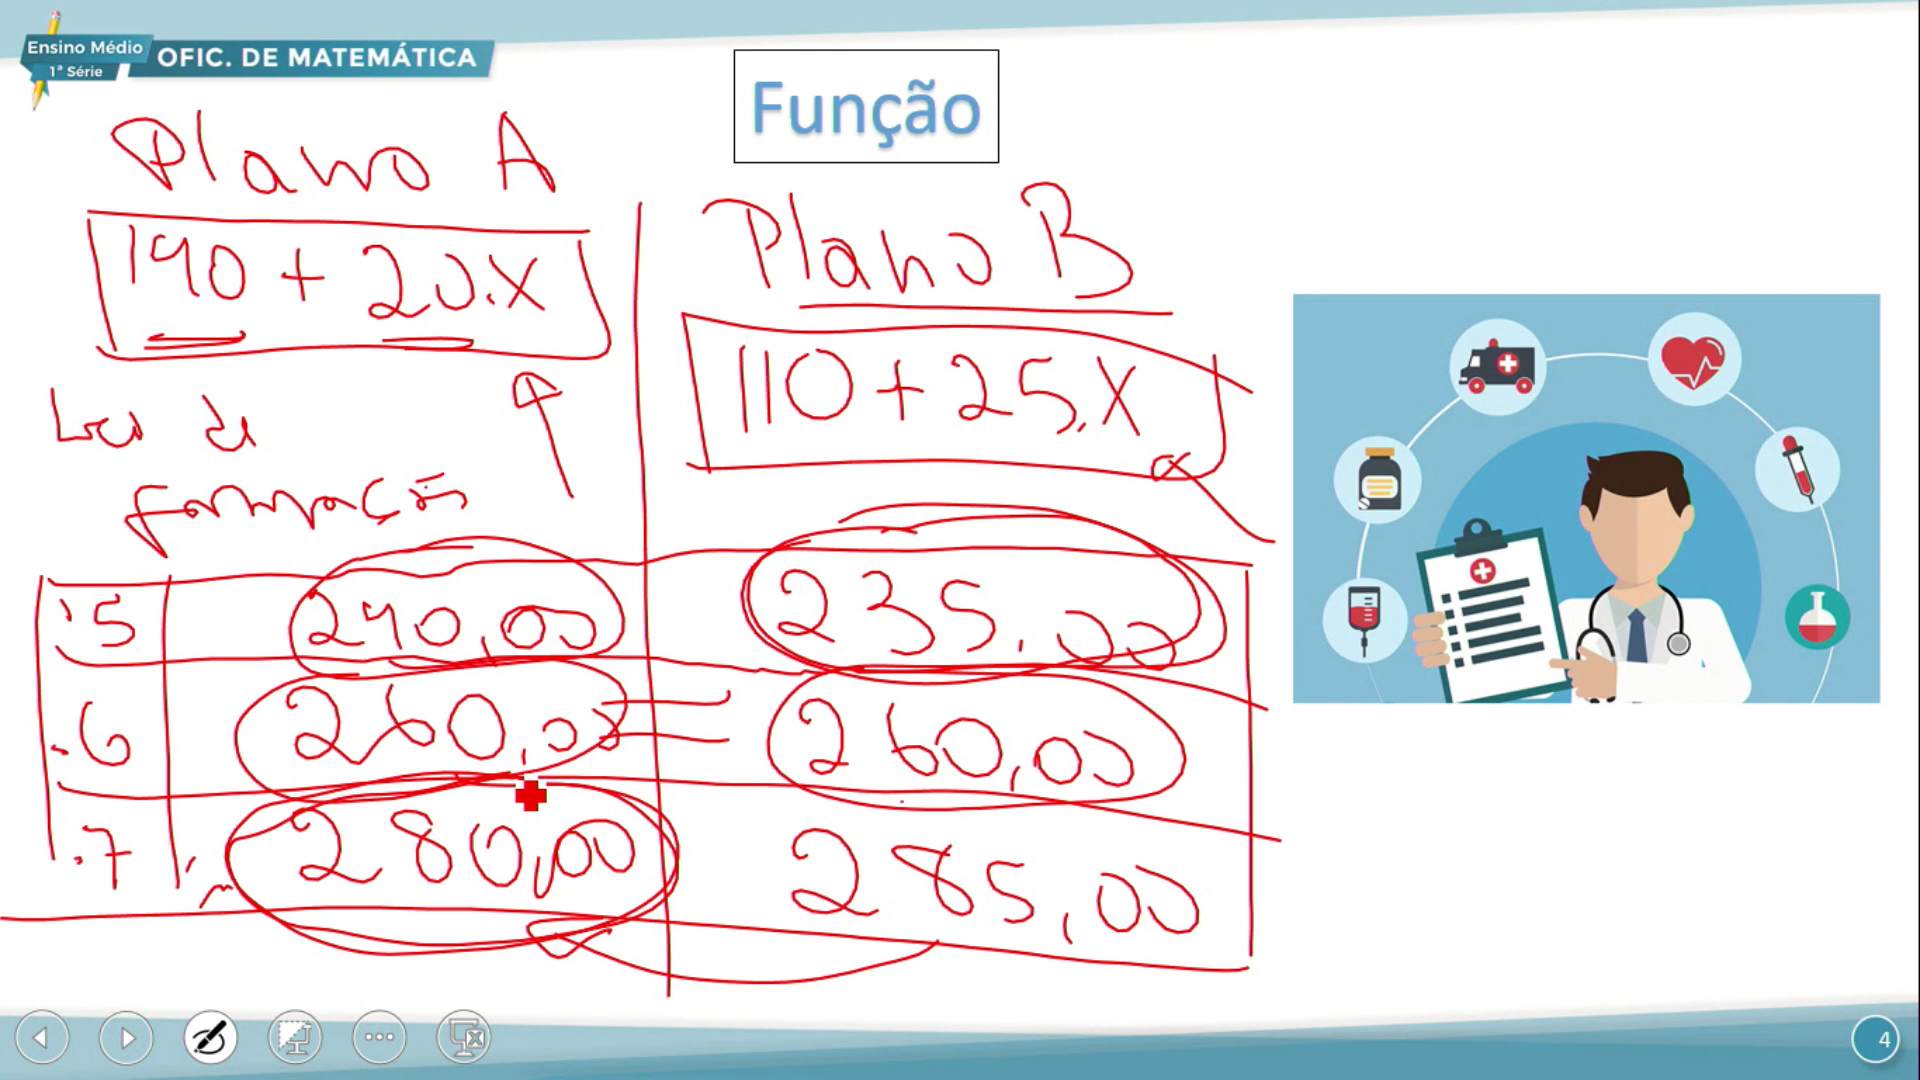 Ensino Médio
1ª Série
OFIC. DE MATEMÁTICA
Função
Plano A
140 + 20.x
Lei de
formação
Plano B
110 + 25.x
5 240,00 235,00
6 260,00 = 260,00
7 280,00 285,00
4